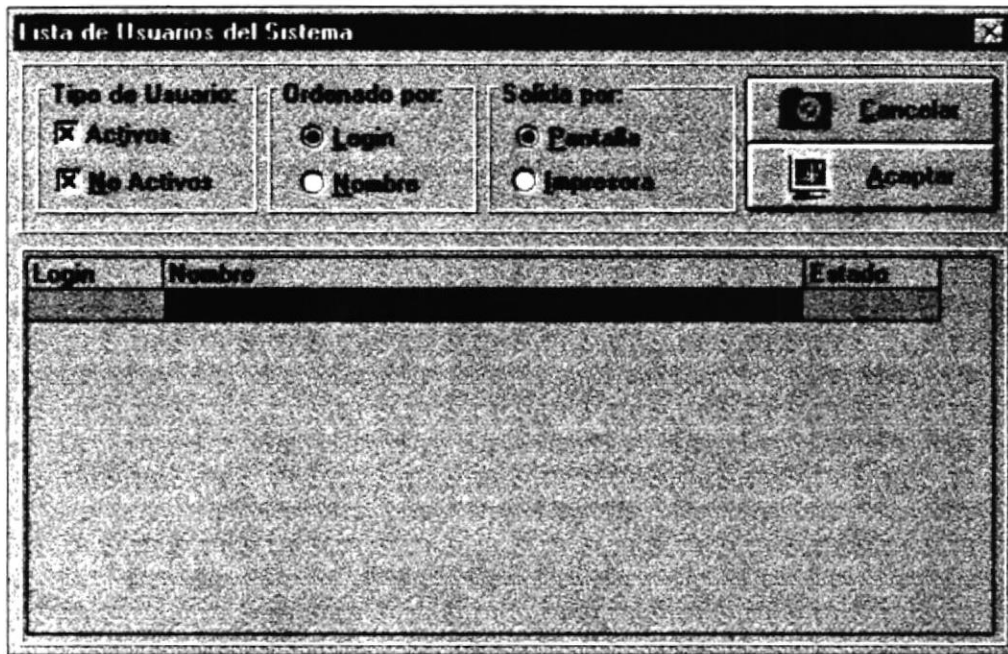 Lista de Usuarios del Sistema
Tipo de Usuario:
Activos
No Activos
Ordenado por:
Login
Nombre
Salida por:
Pantalla
Impresora
Cancelar
Aceptar
Login Nombre Estado